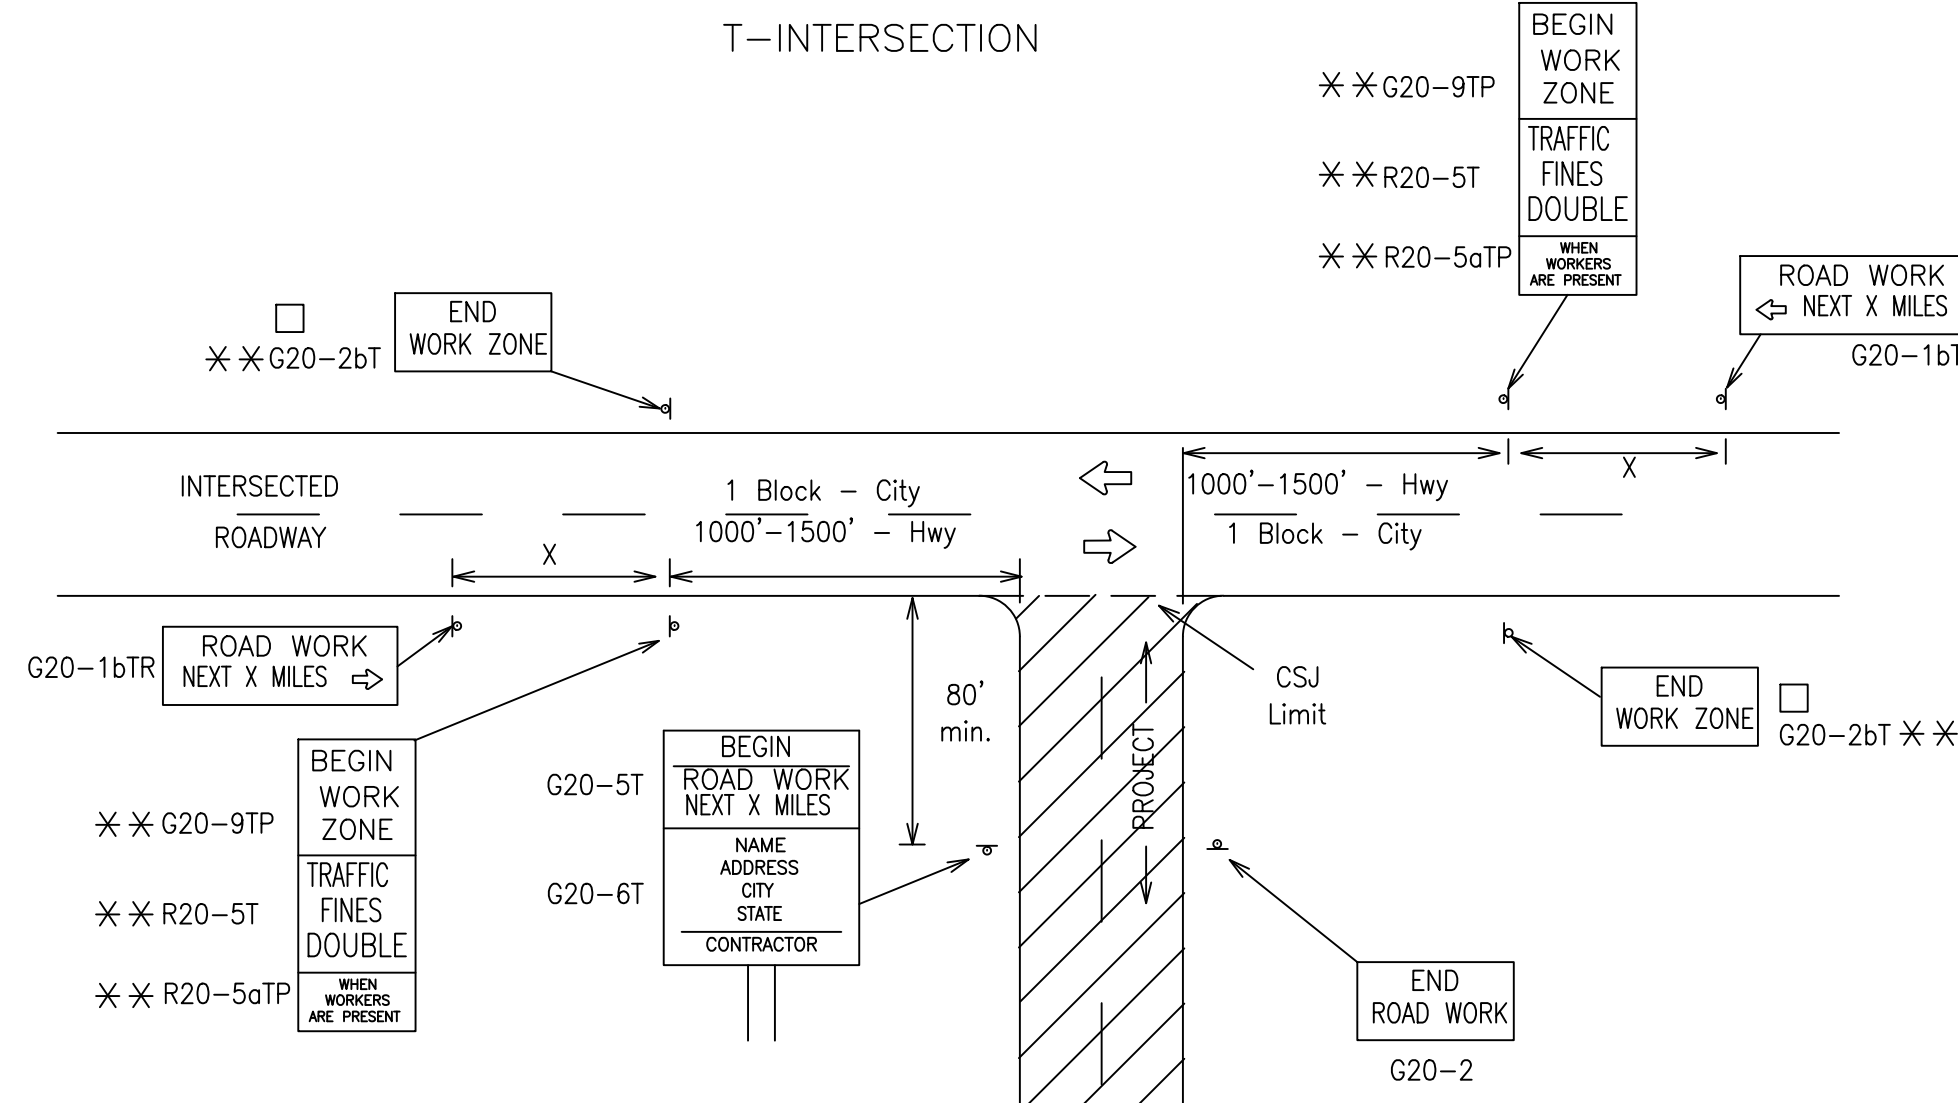 T-INTERSECTION
BEGIN
WORK
ZONE
✳ ✳ G20-9TP
TRAFFIC
FINES
DOUBLE
✳ ✳ R20-5T
WHEN
WORKERS
ARE PRESENT
✳ ✳ R20-5aTP
ROAD WORK
⇦ NEXT X MILES
G20-1bT
END
WORK ZONE
□
✳ ✳ G20-2bT
INTERSECTED
ROADWAY
X
1 Block - City
1000'-1500' - Hwy
1000'-1500' - Hwy
1 Block - City
X
G20-1bTR
ROAD WORK
NEXT X MILES ⇨
80'
min.
CSJ
Limit
PROJECT
END
WORK ZONE
□
G20-2bT ✳ ✳
BEGIN
WORK
ZONE
✳ ✳ G20-9TP
TRAFFIC
FINES
DOUBLE
✳ ✳ R20-5T
WHEN
WORKERS
ARE PRESENT
✳ ✳ R20-5aTP
G20-5T
BEGIN
ROAD WORK
NEXT X MILES
G20-6T
NAME
ADDRESS
CITY
STATE
CONTRACTOR
END
ROAD WORK
G20-2